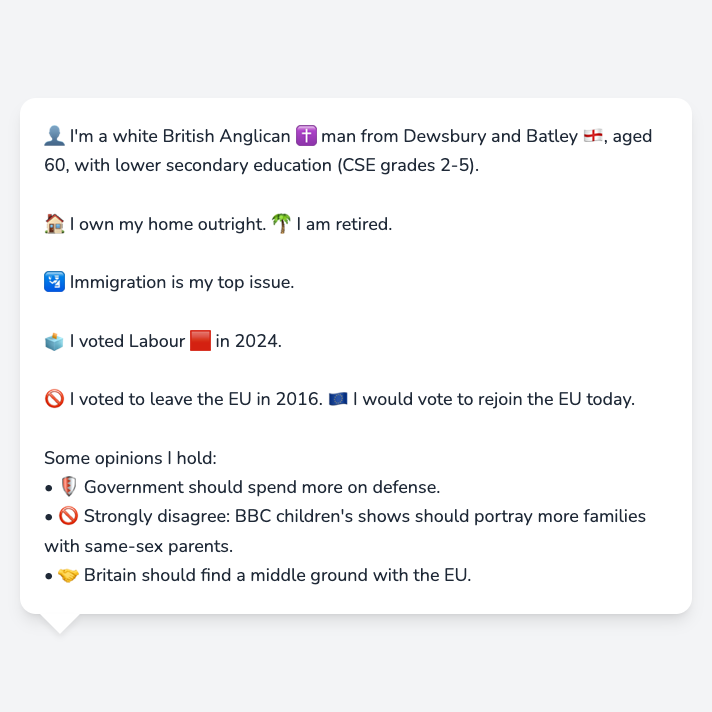 👤 I'm a white British Anglican ✝️ man from Dewsbury and Batley 🏴󠁧󠁢󠁥󠁮󠁧󠁿, aged
60, with lower secondary education (CSE grades 2-5).
🏠 I own my home outright. 🌴 I am retired.
🛂 Immigration is my top issue.
🗳️ I voted Labour 🟥 in 2024.
🚫 I voted to leave the EU in 2016. 🇪🇺 I would vote to rejoin the EU today.
Some opinions I hold:
• 🛡️ Government should spend more on defense.
• 🚫 Strongly disagree: BBC children's shows should portray more families
with same-sex parents.
• 🤝 Britain should find a middle ground with the EU.